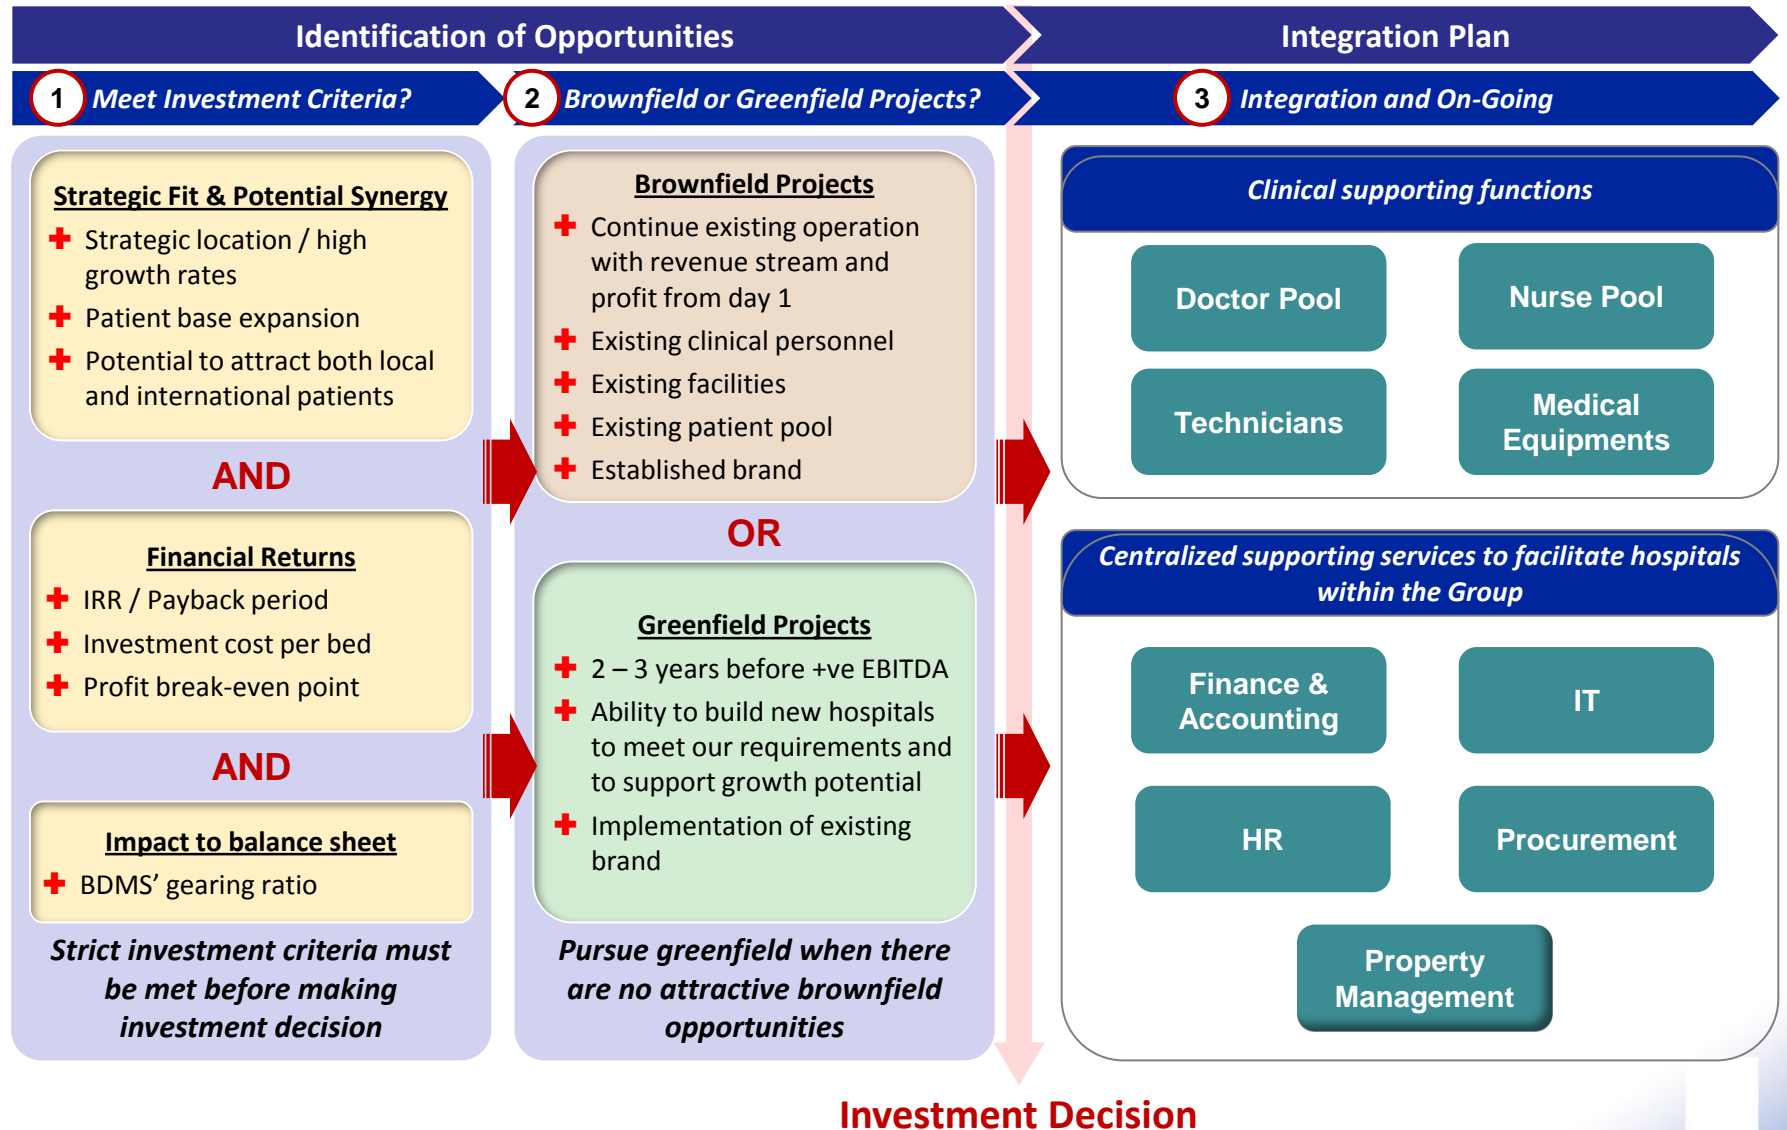 Identification of Opportunities
Integration Plan
1 Meet Investment Criteria?
2 Brownfield or Greenfield Projects?
3 Integration and On-Going
Strategic Fit & Potential Synergy
Strategic location / high
growth rates
Patient base expansion
Potential to attract both local
and international patients
AND
Financial Returns
IRR / Payback period
Investment cost per bed
Profit break-even point
AND
Impact to balance sheet
BDMS’ gearing ratio
Strict investment criteria must
be met before making
investment decision
Brownfield Projects
Continue existing operation
with revenue stream and
profit from day 1
Existing clinical personnel
Existing facilities
Existing patient pool
Established brand
OR
Greenfield Projects
2 – 3 years before +ve EBITDA
Ability to build new hospitals
to meet our requirements and
to support growth potential
Implementation of existing
brand
Pursue greenfield when there
are no attractive brownfield
opportunities
Clinical supporting functions
Doctor Pool
Nurse Pool
Technicians
Medical
Equipments
Centralized supporting services to facilitate hospitals
within the Group
Finance &
Accounting
IT
HR
Procurement
Property
Management
Investment Decision